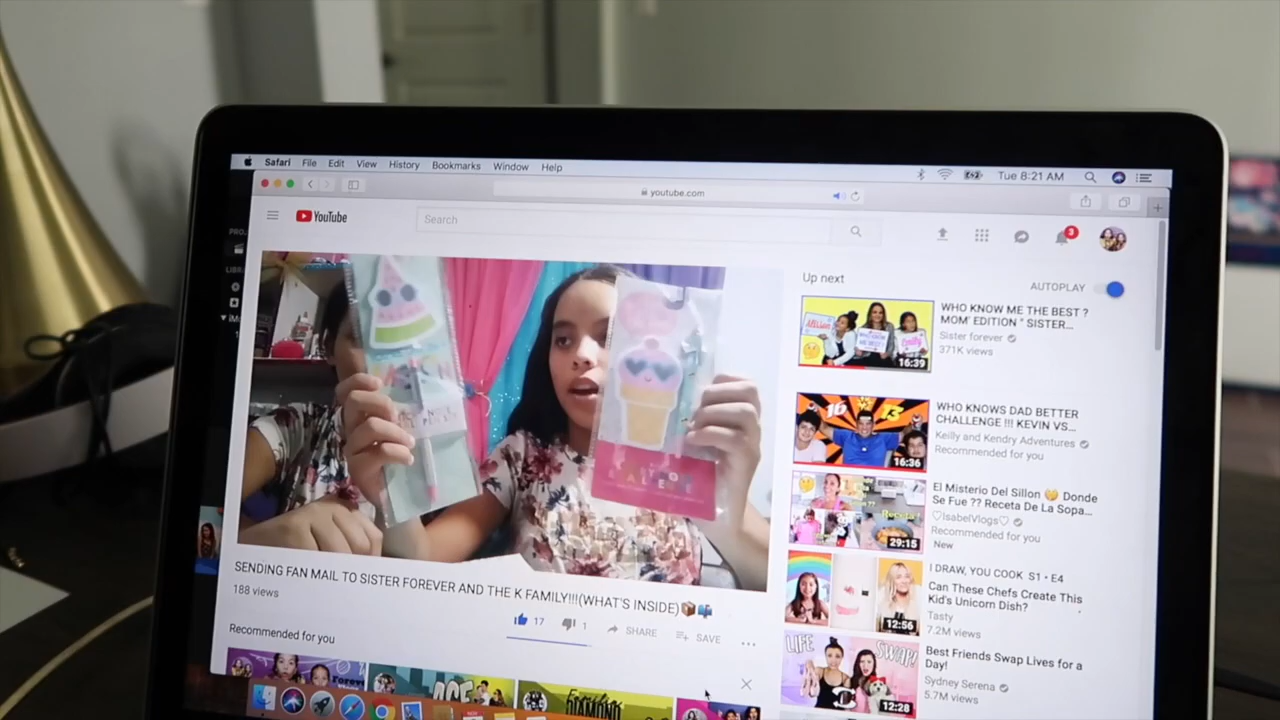 Safari File Edit View History Bookmarks Window Help Tue 8:21 AM
youtube.com
YouTube Search 3
Up next
AUTOPLAY
WHO KNOW ME THE BEST ?
MOM' EDITION " SISTER...
Sister forever
371K views
16:39
WHO KNOWS DAD BETTER
CHALLENGE !!! KEVIN VS...
Keilly and Kendry Adventures
Recommended for you
16 13
16:36
El Misterio Del Sillon 🤔 Donde
Se Fue ?? Receta De La Sopa...
♡IsabelVlogs♡
Recommended for you
New
29:15
I DRAW, YOU COOK S1 • E4
Can These Chefs Create This
Kid's Unicorn Dish?
Tasty
7.2M views
12:56
LIFE SWAP!
Best Friends Swap Lives for a
Day!
Sydney Serena
5.7M views
12:28
SENDING FAN MAIL TO SISTER FOREVER AND THE K FAMILY!!!(WHAT'S INSIDE)📦📫
188 views
17 1 SHARE SAVE
Recommended for you